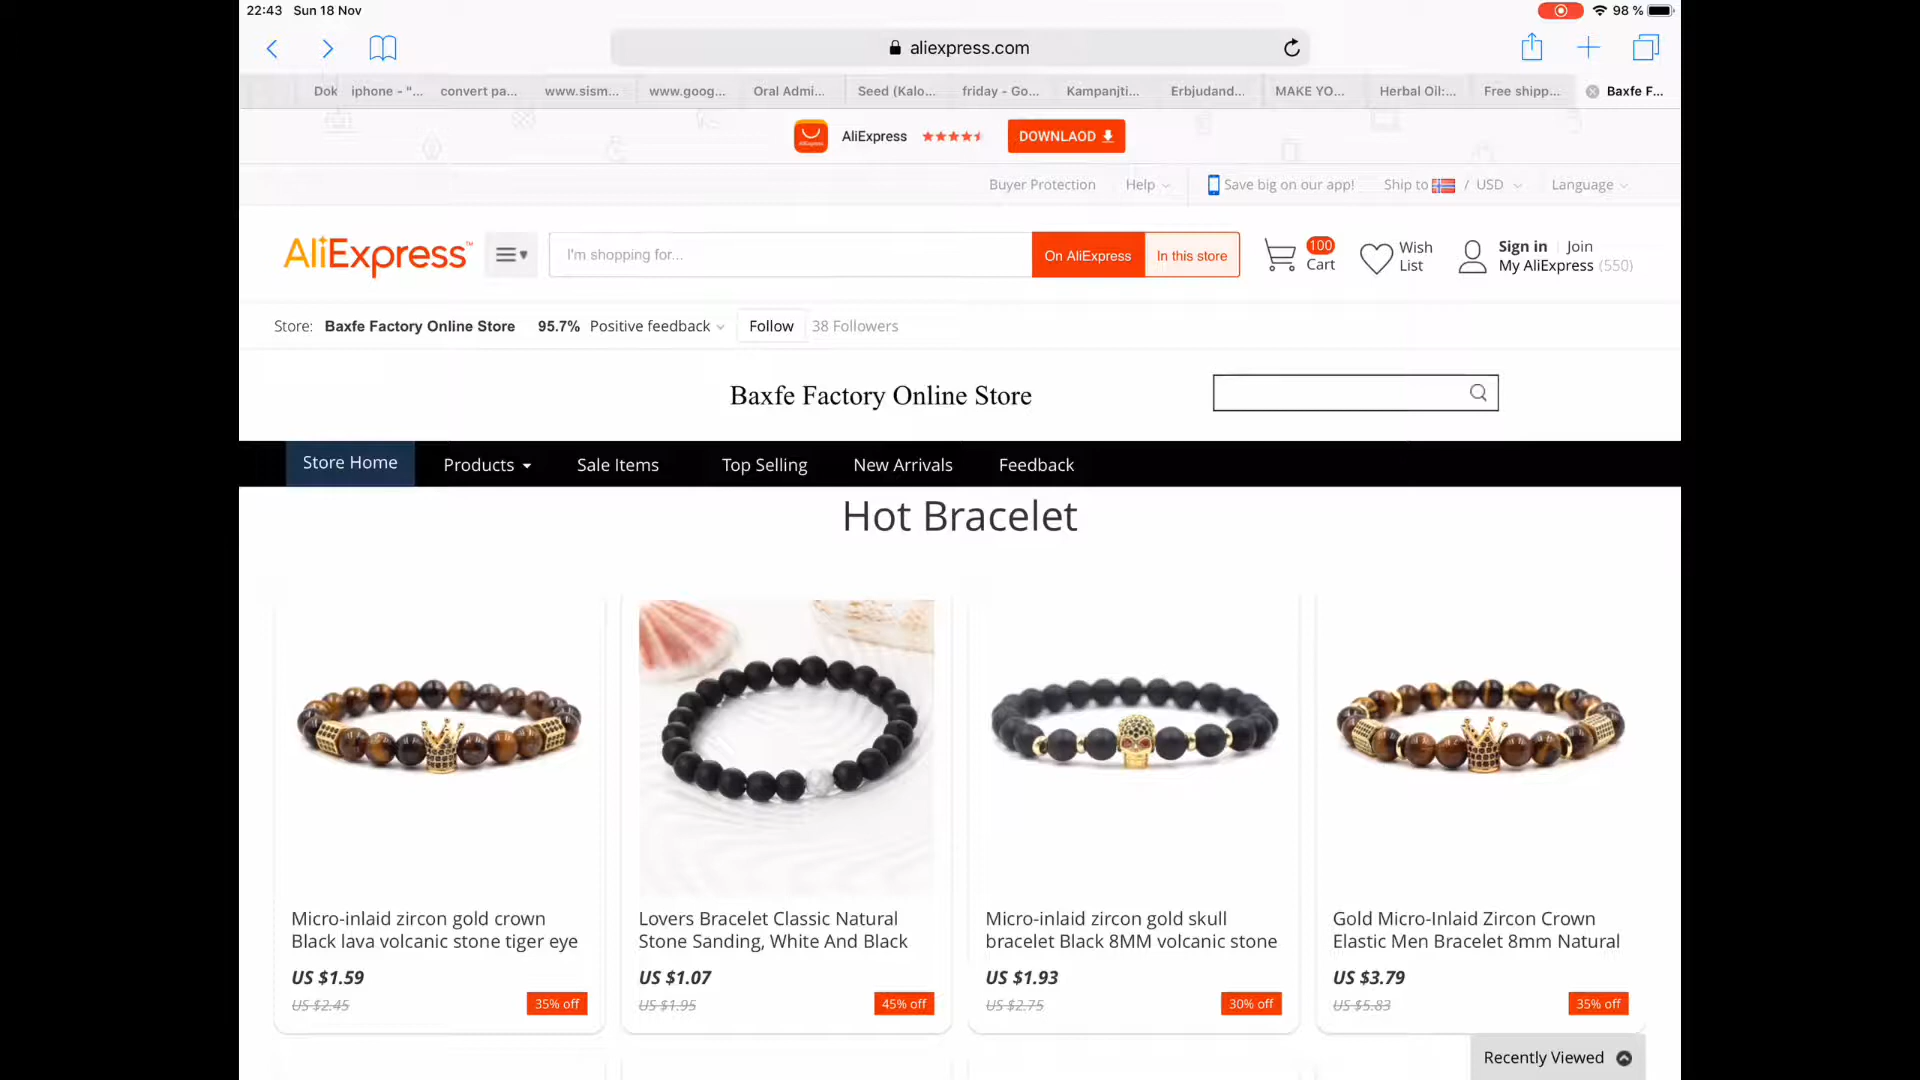 22:43 Sun 18 Nov
98 %
aliexpress.com
Dok iphone - "... convert pa... www.sism... www.goog... Oral Admi... Seed (Kalo... friday - Go... Kampanjti... Erbjudand... MAKE YO... Herbal Oil:... Free shipp... Baxfe F...
AliExpress DOWNLAOD
Buyer Protection Help Save big on our app! Ship to / USD Language
AliExpress™ I'm shopping for... On AliExpress In this store 100 Cart Wish List Sign in Join
My AliExpress (550)
Store: Baxfe Factory Online Store 95.7% Positive feedback Follow 38 Followers
Baxfe Factory Online Store
Store Home Products Sale Items Top Selling New Arrivals Feedback
Hot Bracelet
Micro-inlaid zircon gold crown
Black lava volcanic stone tiger eye
US $1.59
US $2.45 35% off
Lovers Bracelet Classic Natural
Stone Sanding, White And Black
US $1.07
US $1.95 45% off
Micro-inlaid zircon gold skull
bracelet Black 8MM volcanic stone
US $1.93
US $2.75 30% off
Gold Micro-Inlaid Zircon Crown
Elastic Men Bracelet 8mm Natural
US $3.79
US $5.83 35% off
Recently Viewed